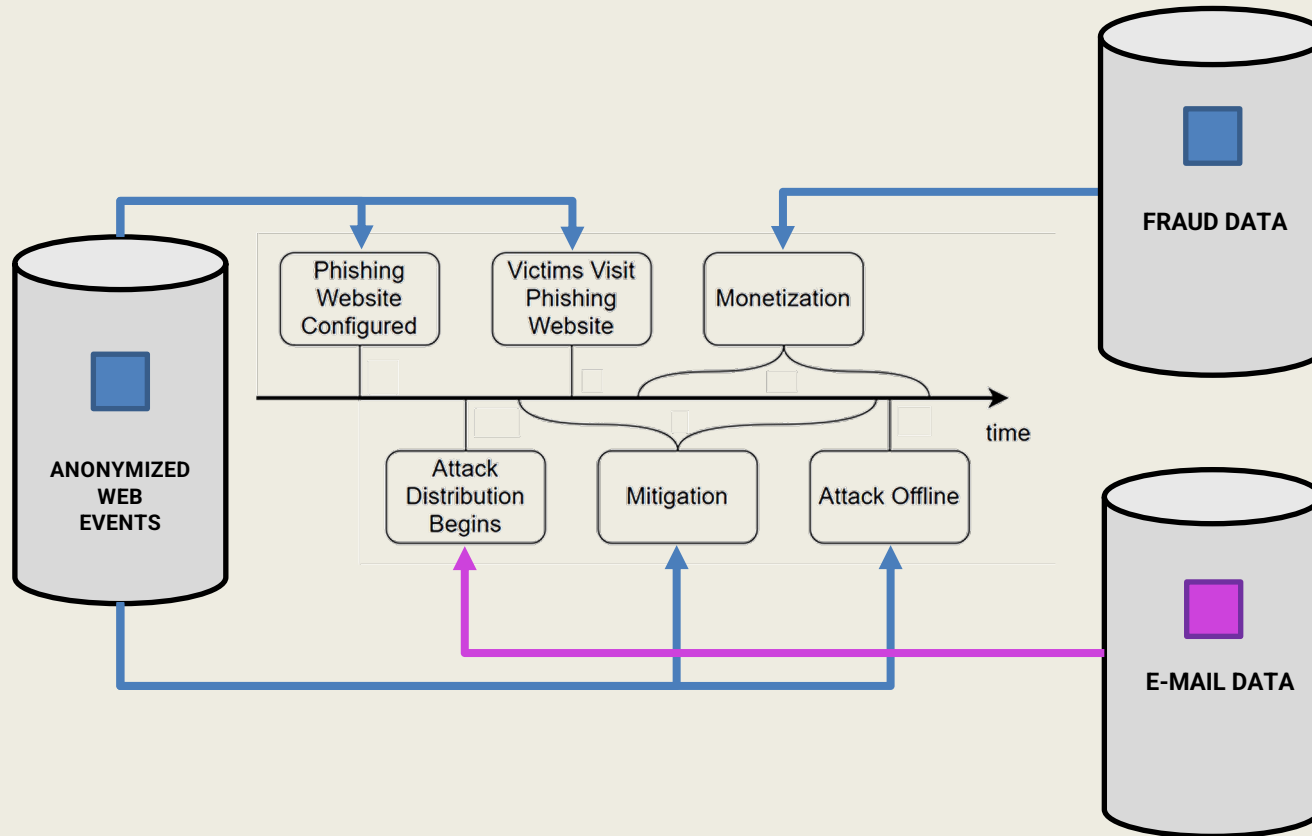 FRAUD DATA
Phishing
Website
Configured
Victims Visit
Phishing
Website
Monetization
ANONYMIZED
WEB
EVENTS
time
Attack
Distribution
Begins
Mitigation
Attack Offline
E-MAIL DATA